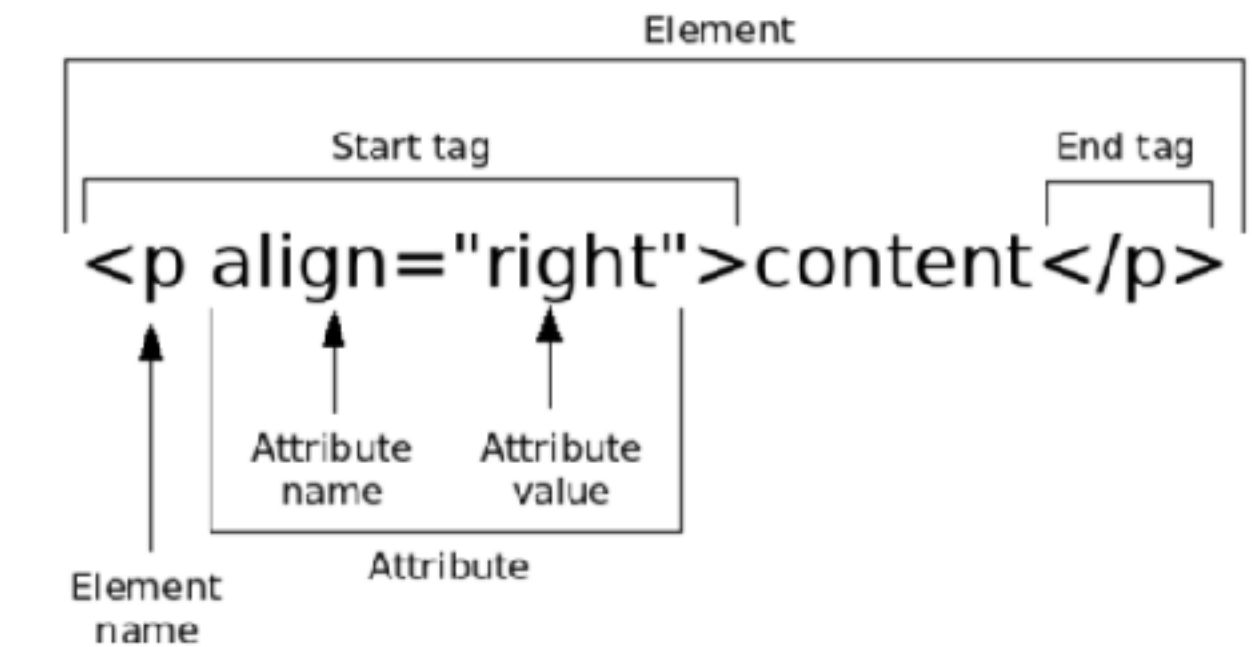 Element
Start tag
End tag
<p align="right">content</p>
Attribute
name
Attribute
value
Attribute
Element
name